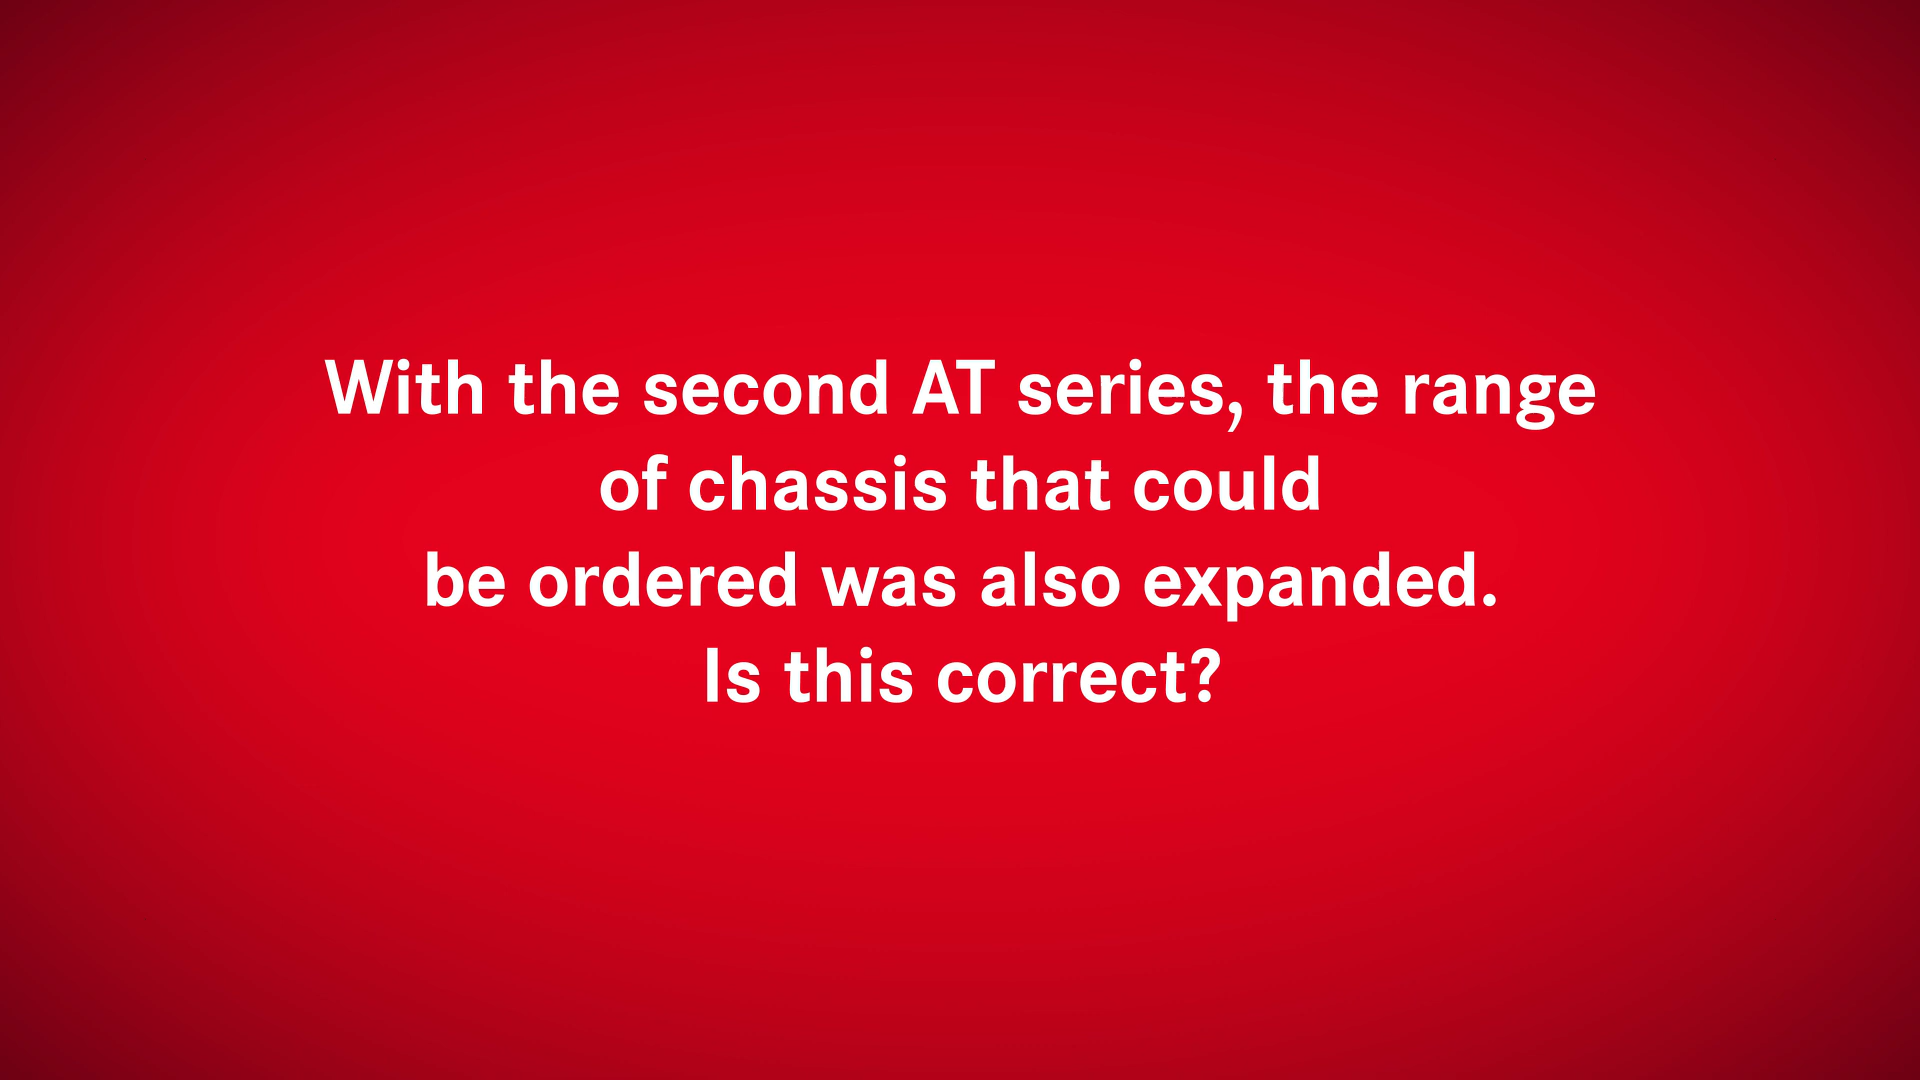 With the second AT series, the range
of chassis that could
be ordered was also expanded.
Is this correct?